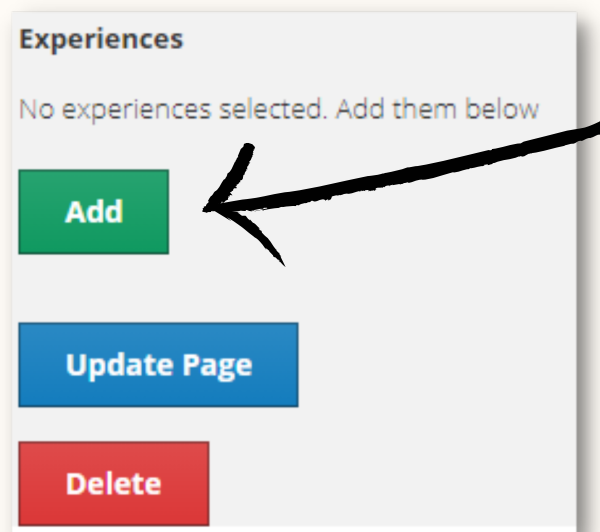 Experiences
No experiences selected. Add them below
Add
Update Page
Delete